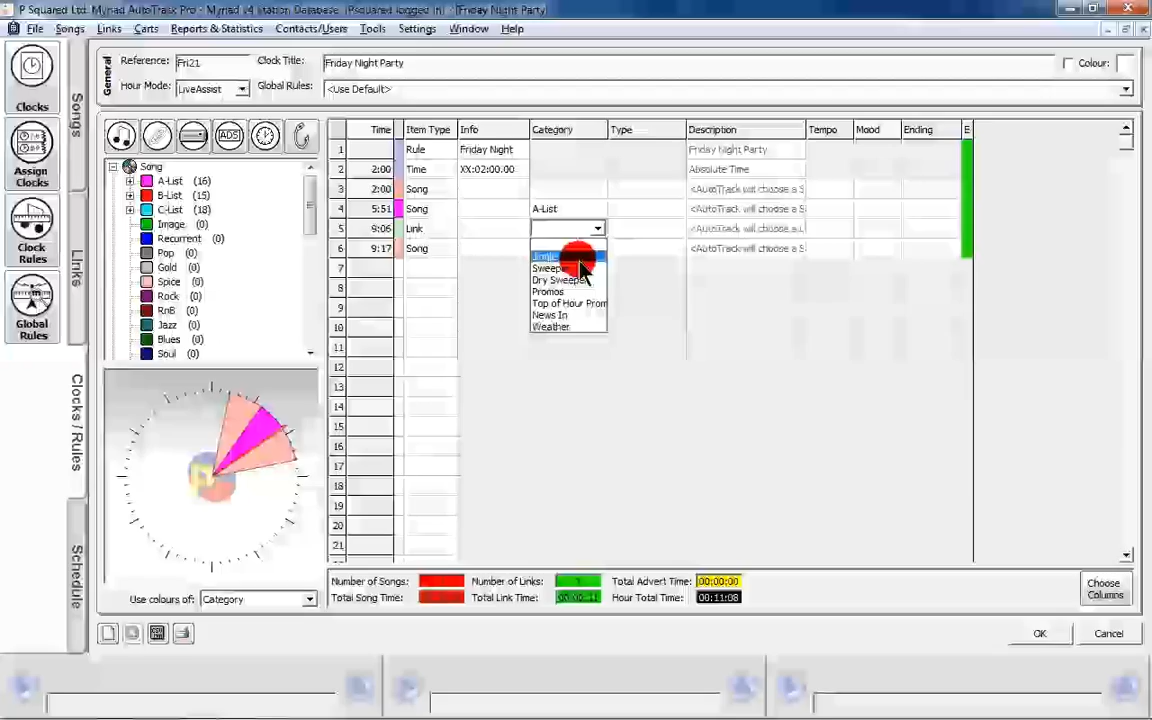 P Squared Ltd. Myriad AutoTrack Pro - Myriad v4 Station Database (Psquared logged in) - [Friday Night Party]
File Songs Links Carts Reports & Statistics Contacts/Users Tools Settings Window Help
General
Reference: Fri21 Clock Title: Friday Night Party Colour:
Hour Mode: LiveAssist Global Rules: <Use Default>
Clocks
Assign Clocks
Clock Rules
Global Rules
Songs
Links
Clocks / Rules
Schedule
ADS
Song
A-List (16)
B-List (15)
C-List (18)
Image (0)
Recurrent (0)
Pop (0)
Gold (0)
Spice (0)
Rock (0)
RnB (0)
Jazz (0)
Blues (0)
Soul (0)
Use colours of: Category
Time Item Type Info Category Type Description Tempo Mood Ending E
1 Rule Friday Night Friday Night Party
2 2:00 Time XX:02:00.00 Absolute Time
3 2:00 Song <AutoTrack will choose a S
4 5:51 Song A-List <AutoTrack will choose a S
5 9:06 Link <AutoTrack will choose a
6 9:17 Song <AutoTrack will choose a S
7
8
9
10
11
12
13
14
15
16
17
18
19
20
21
Jingle
Sweeper
Dry Sweeper
Promos
Top of Hour Prom
News In
Weather
Number of Songs: Number of Links: 1 Total Advert Time: 00:00:00
Total Song Time: Total Link Time: 00:00:11 Hour Total Time: 00:11:08
Choose Columns
OK Cancel